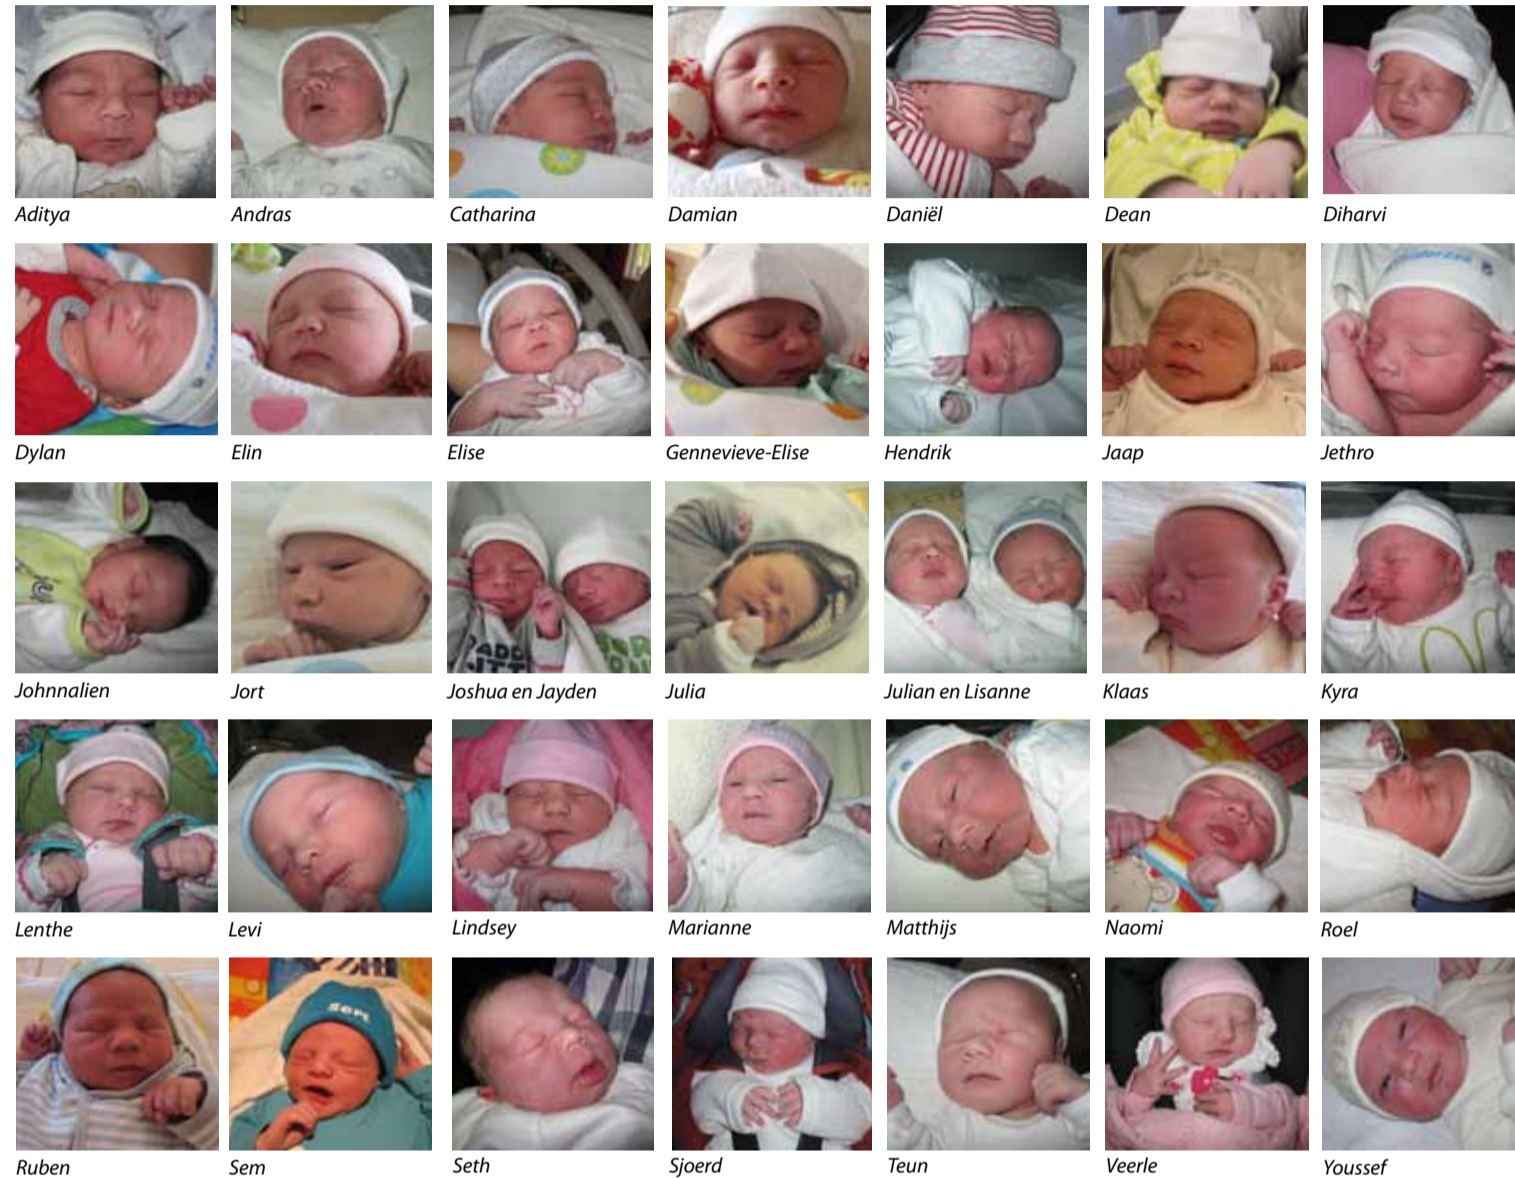 Aditya
Andras
Catharina
Damian
Daniël
Dean
Diharvi
Dylan
Elin
Elise
Gennevieve-Elise
Hendrik
Jaap
Jethro
Johnnalien
Jort
Joshua en Jayden
Julia
Julian en Lisanne
Klaas
Kyra
Lenthe
Levi
Lindsey
Marianne
Matthijs
Naomi
Roel
sem
Ruben
Sem
Seth
Sjoerd
Teun
Veerle
Youssef